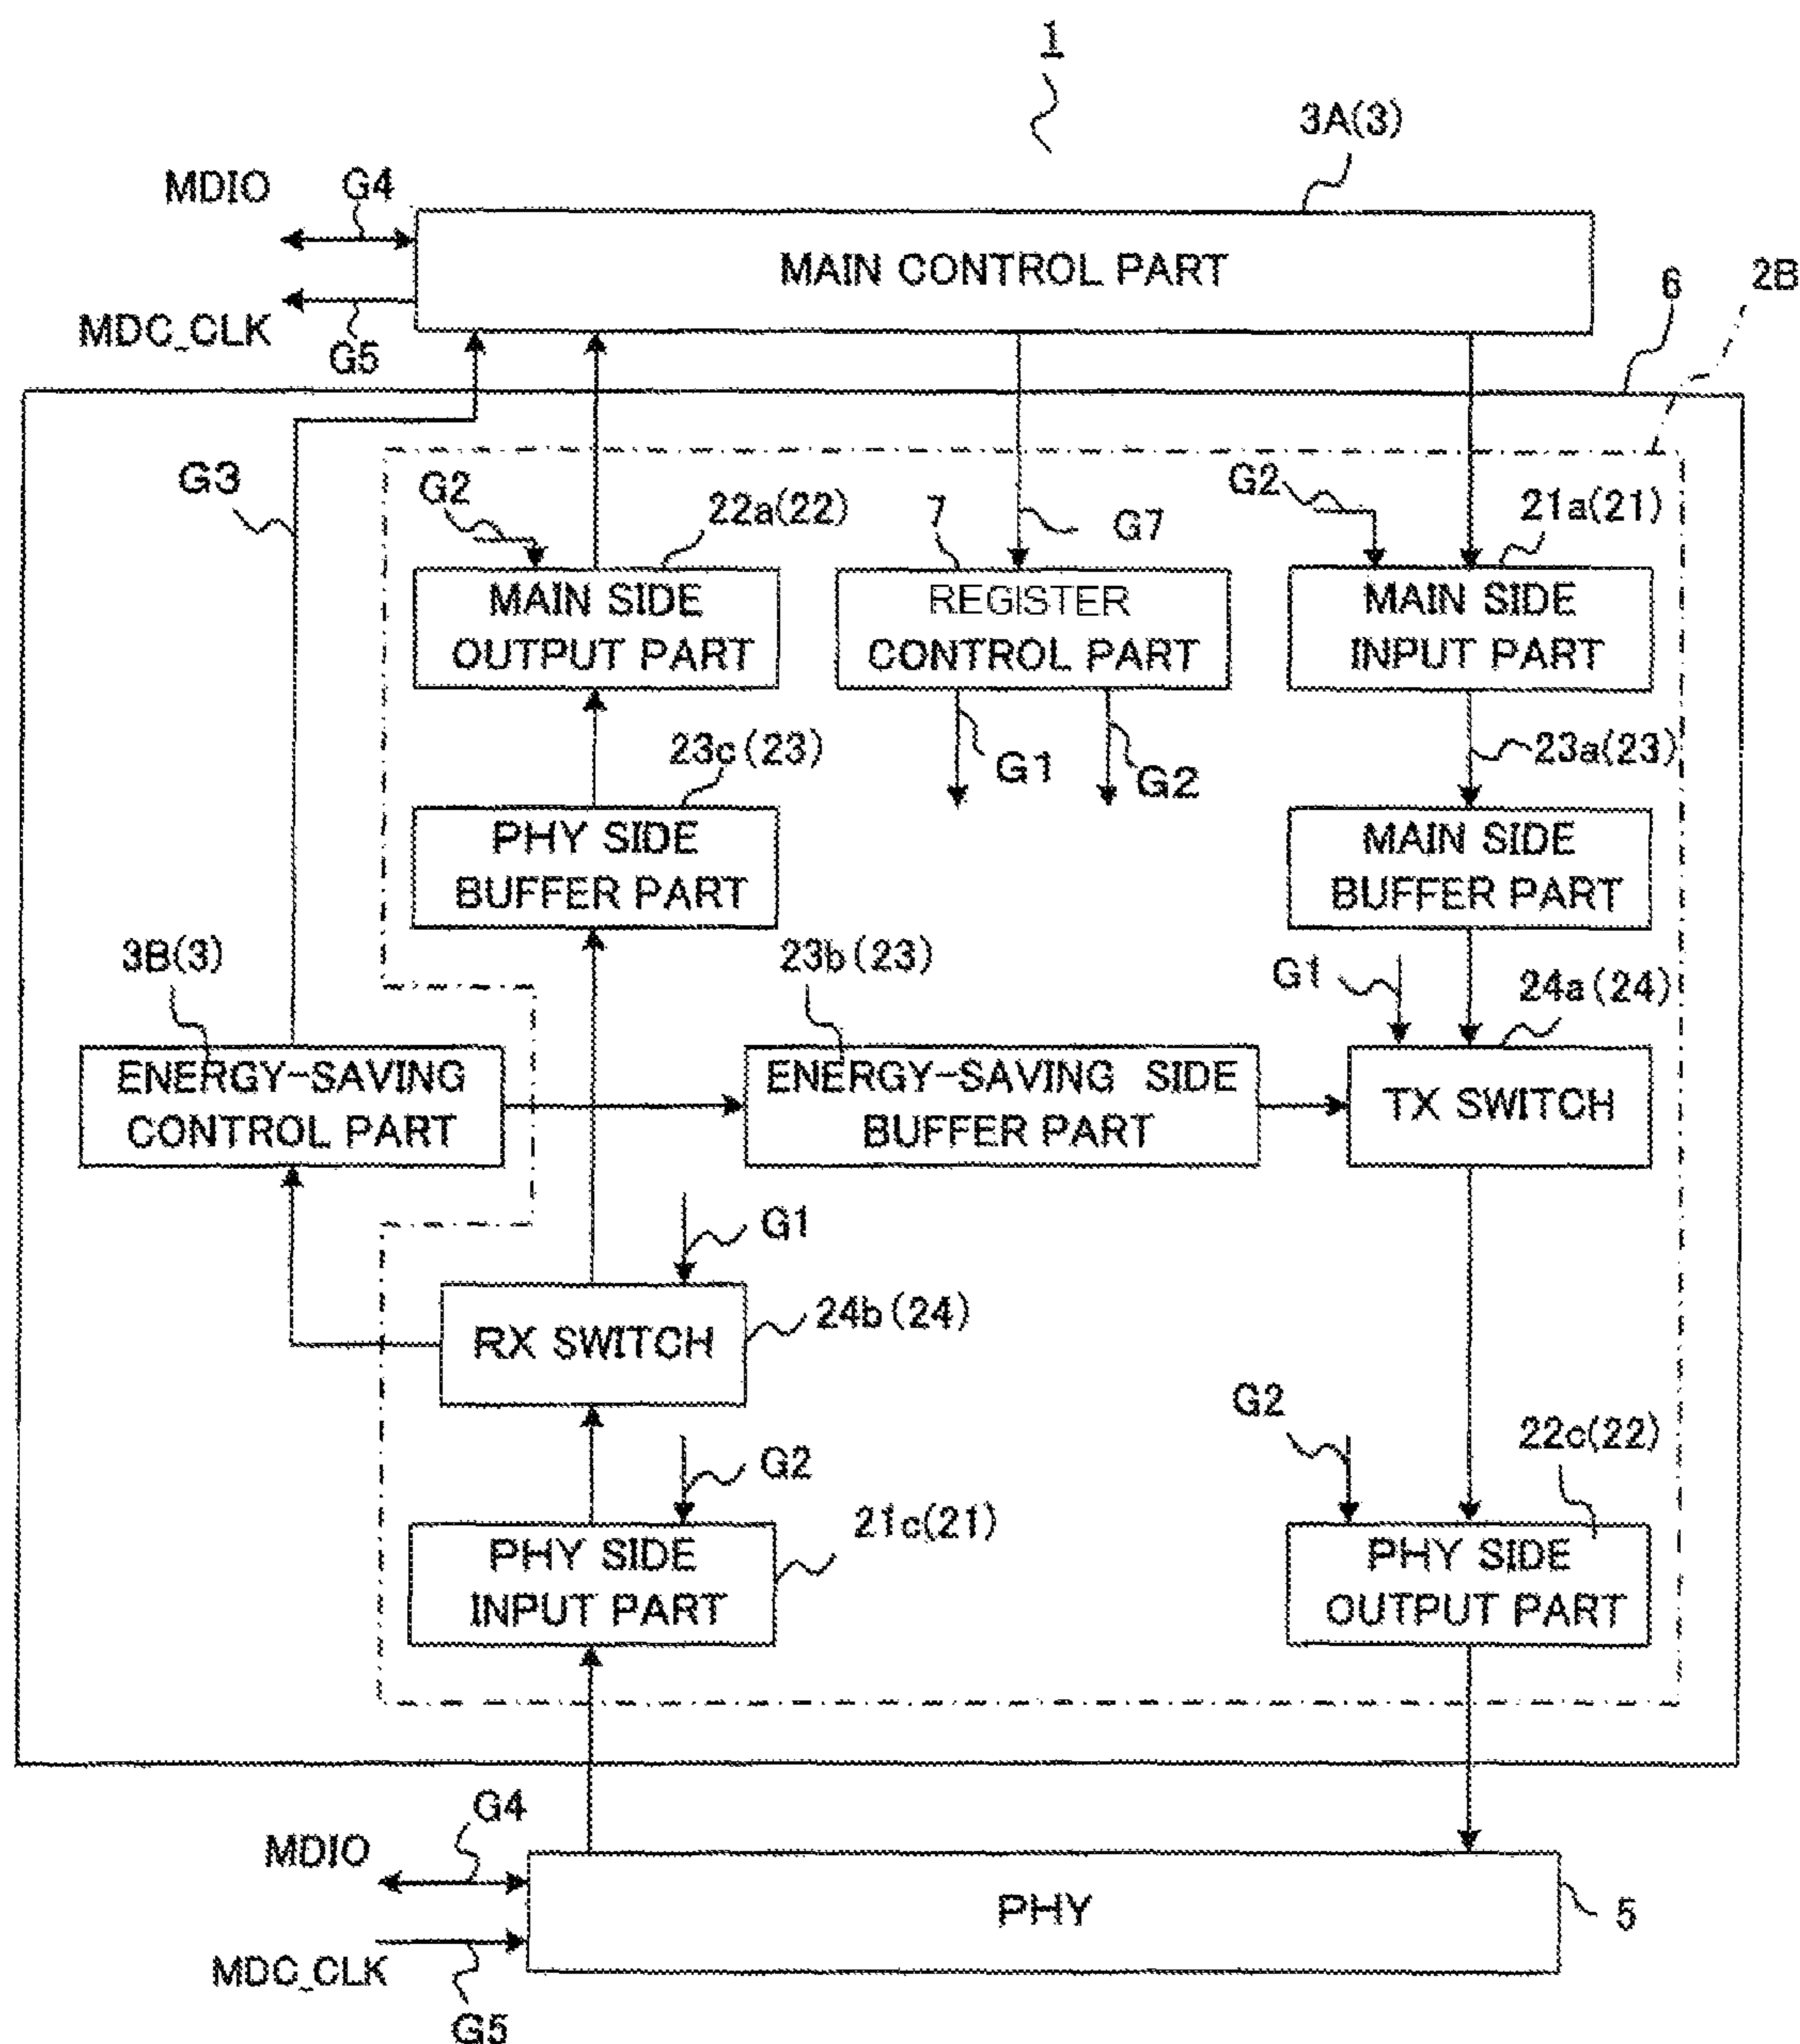 1
3A(3)
MDIO
G4
MAIN CONTROL PART
MDC_CLK
G5
6
2B
G3
G2
22a(22)
7
G7
G2
21a(21)
MAIN SIDE
OUTPUT PART
REGISTER
CONTROL PART
MAIN SIDE
INPUT PART
23c(23)
G1
G2
23a(23)
PHY SIDE
BUFFER PART
MAIN SIDE
BUFFER PART
3B(3)
23b(23)
G1
24a(24)
ENERGY-SAVING
CONTROL PART
ENERGY-SAVING SIDE
BUFFER PART
TX SWITCH
G1
RX SWITCH
24b(24)
G2
G2
22c(22)
21c(21)
PHY SIDE
INPUT PART
PHY SIDE
OUTPUT PART
G4
MDIO
PHY
5
MDC_CLK
G5